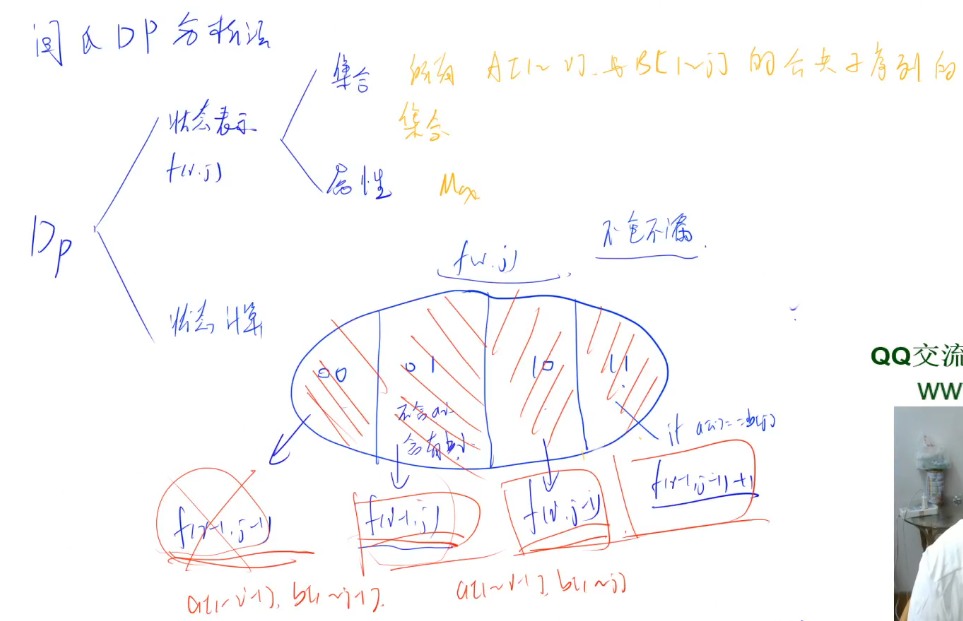 闫氏DP分析法
集合 所有A[1~i]与B[1~j]的公共子序列的
集合
状态表示
f(i,j)
属性 Max
DP
不重不漏
f(i,j)
状态计算
00 01 10 11
不含a[i]
含有b[j]
if a[i]==b[j]
f(i-1,j-1) f(i-1,j) f(i,j-1) f(i-1,j-1)+1
a[1~i-1], b[1~j-1]. a[1~i-1], b[1~j]
QQ交流
WW